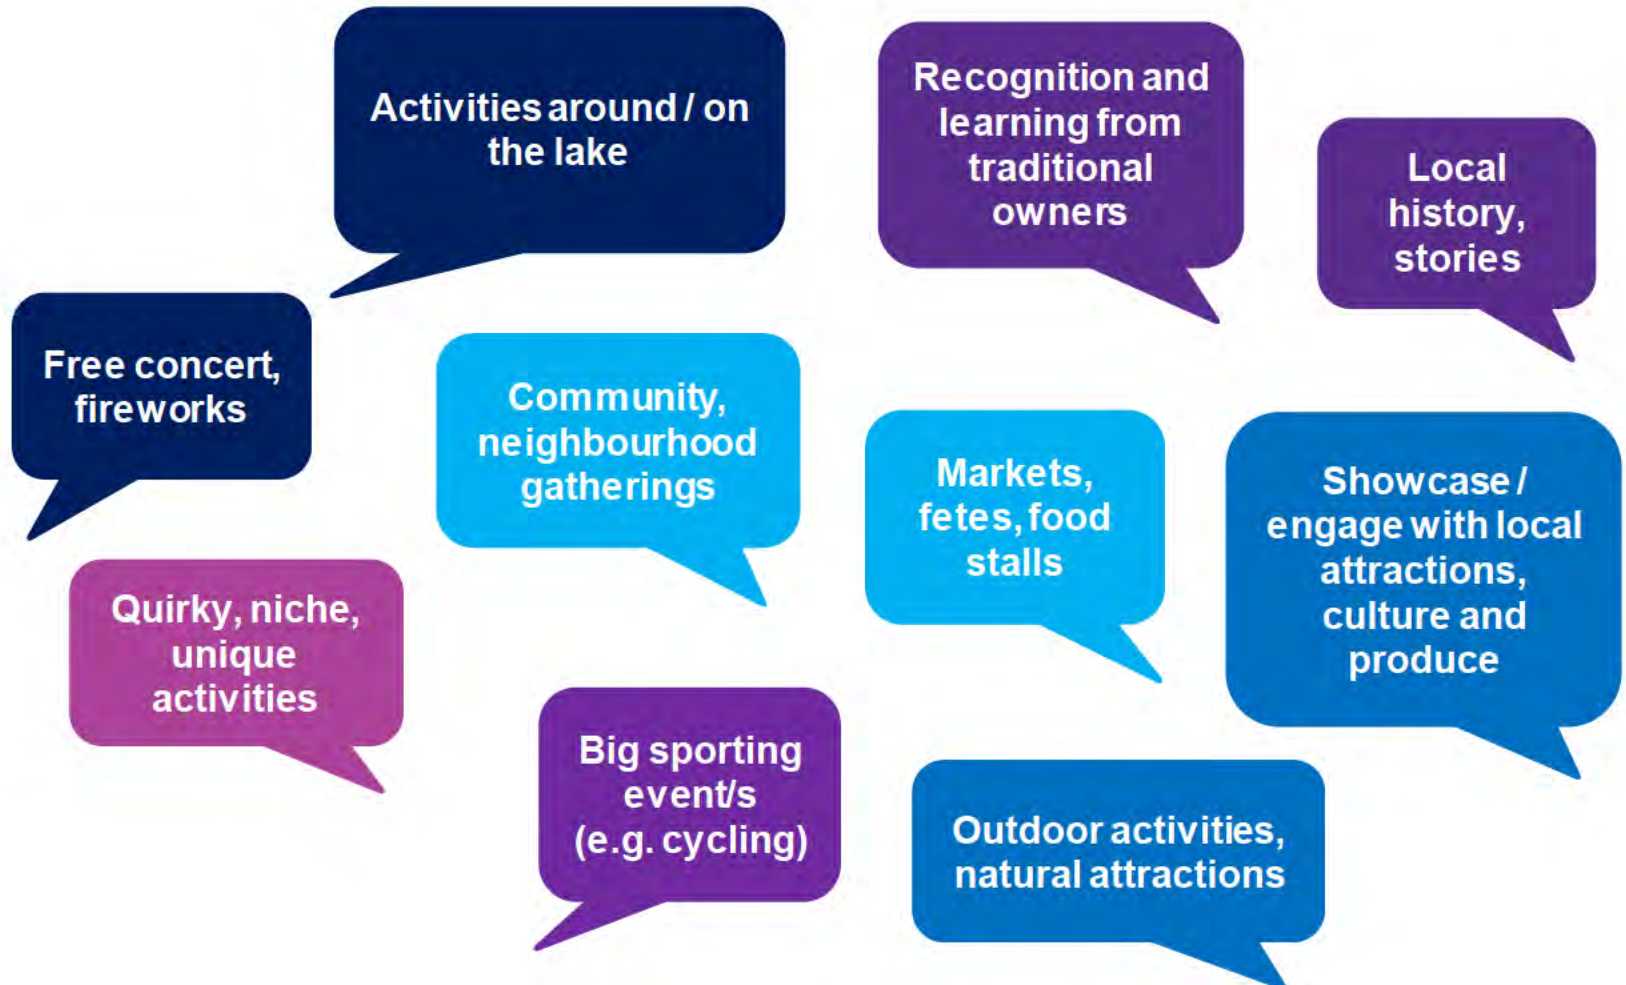 Activities around / on
the lake
Recognition and
learning from
traditional
owners
Local
history,
stories
Free concert,
fireworks
Community,
neighbourhood
gatherings
Markets,
fetes, food
stalls
Showcase /
engage with local
attractions,
culture and
produce
Quirky, niche,
unique
activities
Big sporting
event/s
(e.g. cycling)
Outdoor activities,
natural attractions